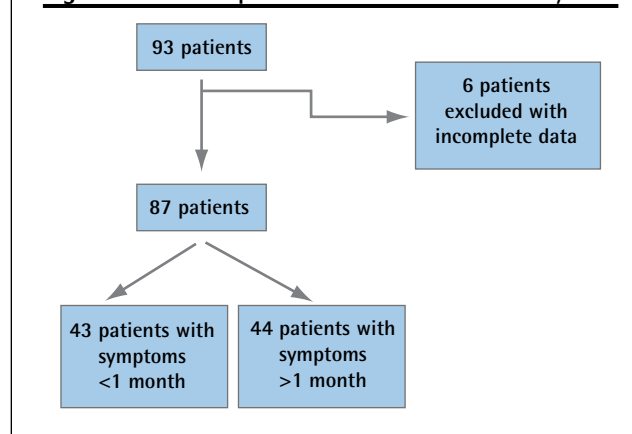 93 patients
6 patients
excluded with
incomplete data
87 patients
43 patients with
symptoms
<1 month
44 patients with
symptoms
>1 month